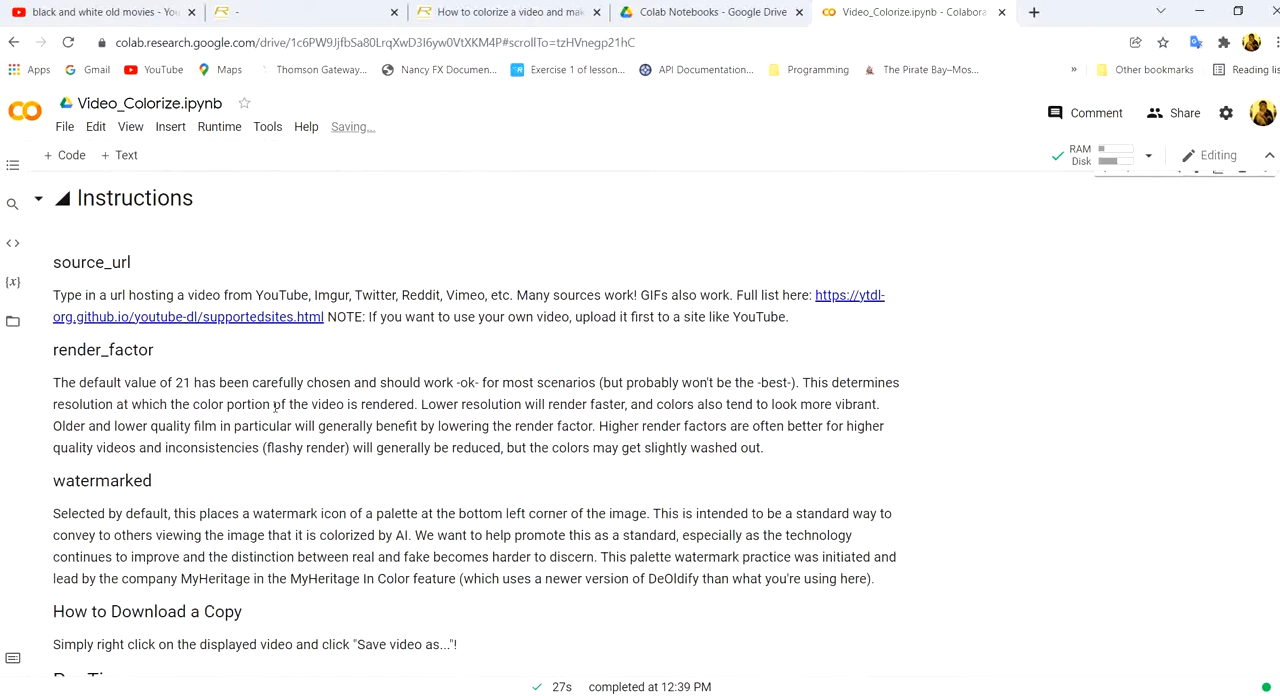 black and white old movies - You
-
How to colorize a video and mak
Colab Notebooks - Google Drive
Video_Colorize.ipynb - Colabora
colab.research.google.com/drive/1c6PW9JjfbSa80LrqXwD3I6yw0VtXKM4P#scrollTo=tzHVnegp21hC
Apps
Gmail
YouTube
Maps
Thomson Gateway...
Nancy FX Documen...
Exercise 1 of lesson...
API Documentation...
Programming
The Pirate Bay–Mos...
»
Other bookmarks
Reading lis
Video_Colorize.ipynb
Comment
Share
File Edit View Insert Runtime Tools Help Saving...
+ Code + Text
RAM
Disk
Editing
Instructions
source_url
Type in a url hosting a video from YouTube, Imgur, Twitter, Reddit, Vimeo, etc. Many sources work! GIFs also work. Full list here: https://ytdl-
org.github.io/youtube-dl/supportedsites.html NOTE: If you want to use your own video, upload it first to a site like YouTube.
render_factor
The default value of 21 has been carefully chosen and should work -ok- for most scenarios (but probably won't be the -best-). This determines
resolution at which the color portion of the video is rendered. Lower resolution will render faster, and colors also tend to look more vibrant.
Older and lower quality film in particular will generally benefit by lowering the render factor. Higher render factors are often better for higher
quality videos and inconsistencies (flashy render) will generally be reduced, but the colors may get slightly washed out.
watermarked
Selected by default, this places a watermark icon of a palette at the bottom left corner of the image. This is intended to be a standard way to
convey to others viewing the image that it is colorized by AI. We want to help promote this as a standard, especially as the technology
continues to improve and the distinction between real and fake becomes harder to discern. This palette watermark practice was initiated and
lead by the company MyHeritage in the MyHeritage In Color feature (which uses a newer version of DeOldify than what you're using here).
How to Download a Copy
Simply right click on the displayed video and click "Save video as..."!
27s completed at 12:39 PM